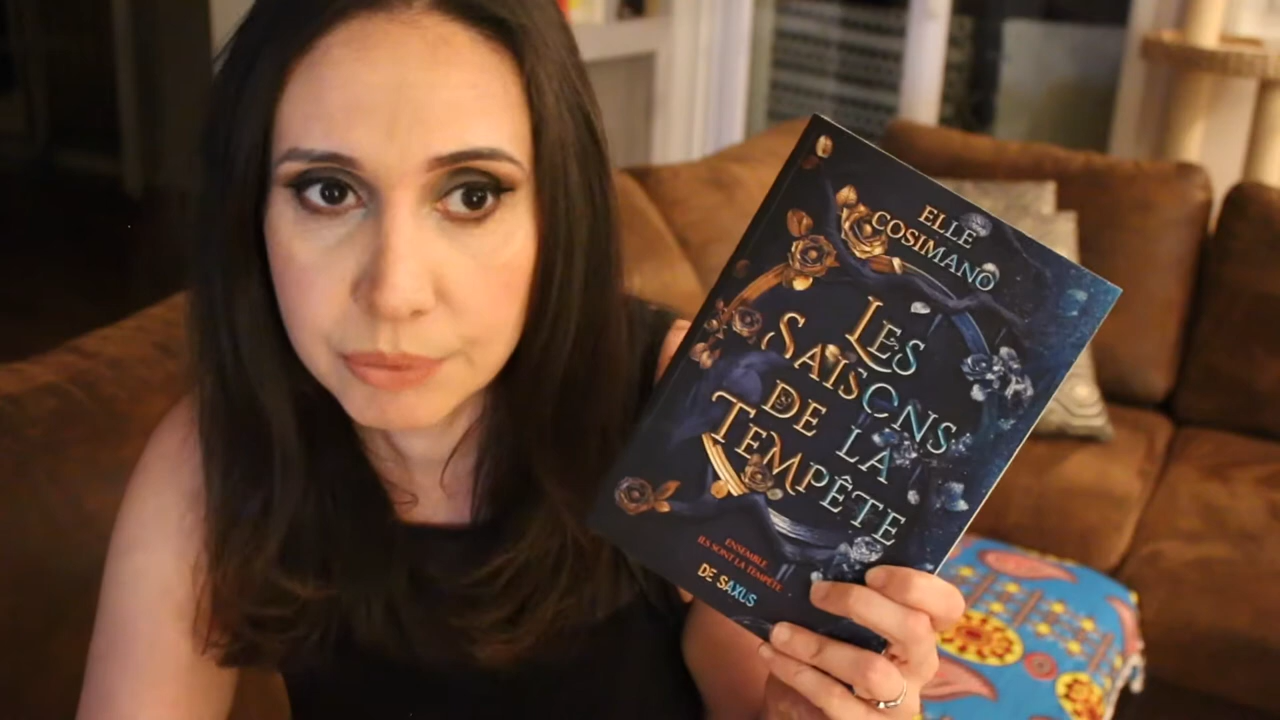 ELLE
COSIMANO
LES
SAISONS
DE LA
TEMPÊTE
ENSEMBLE
ILS SONT LA TEMPÊTE
DE SAXUS